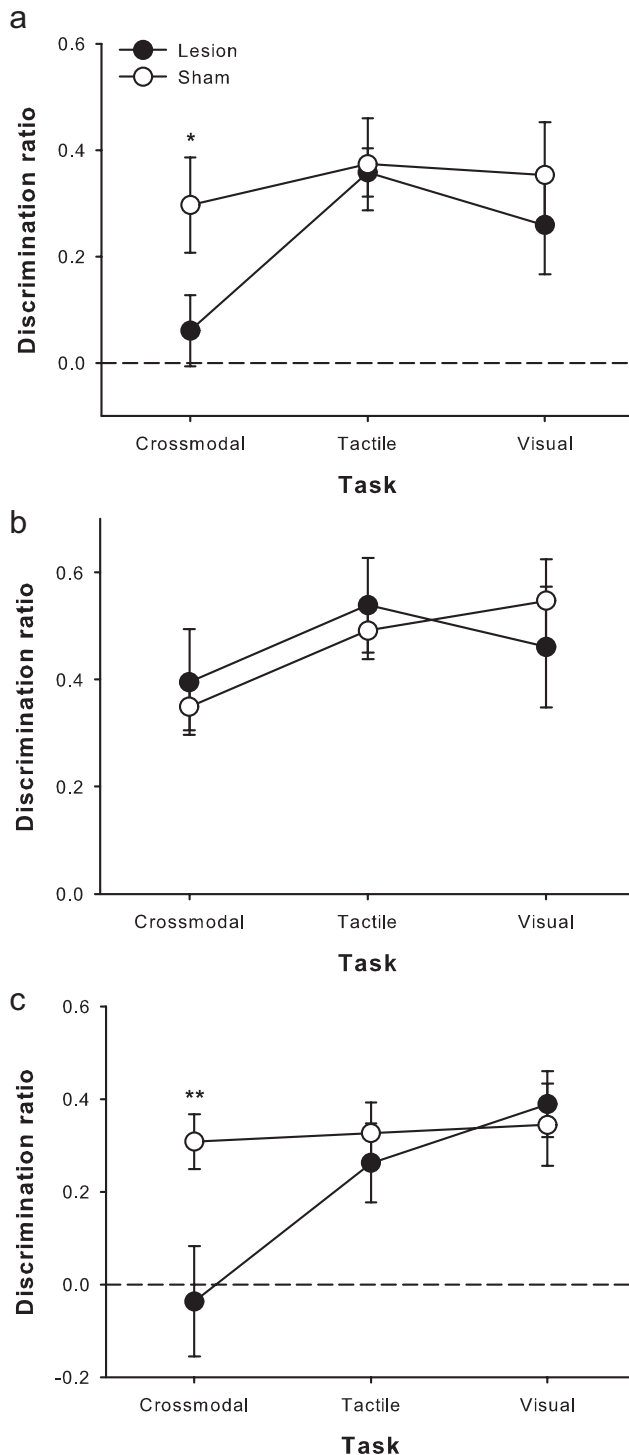 a
0.6
Lesion
Sham
*
0.4
0.2
0.0
Discrimination ratio
Crossmodal Tactile Visual
Task
b
0.6
0.4
0.2
0.0
Discrimination ratio
Crossmodal Tactile Visual
Task
c
0.6
**
0.4
0.2
0.0
-0.2
Discrimination ratio
Crossmodal Tactile Visual
Task